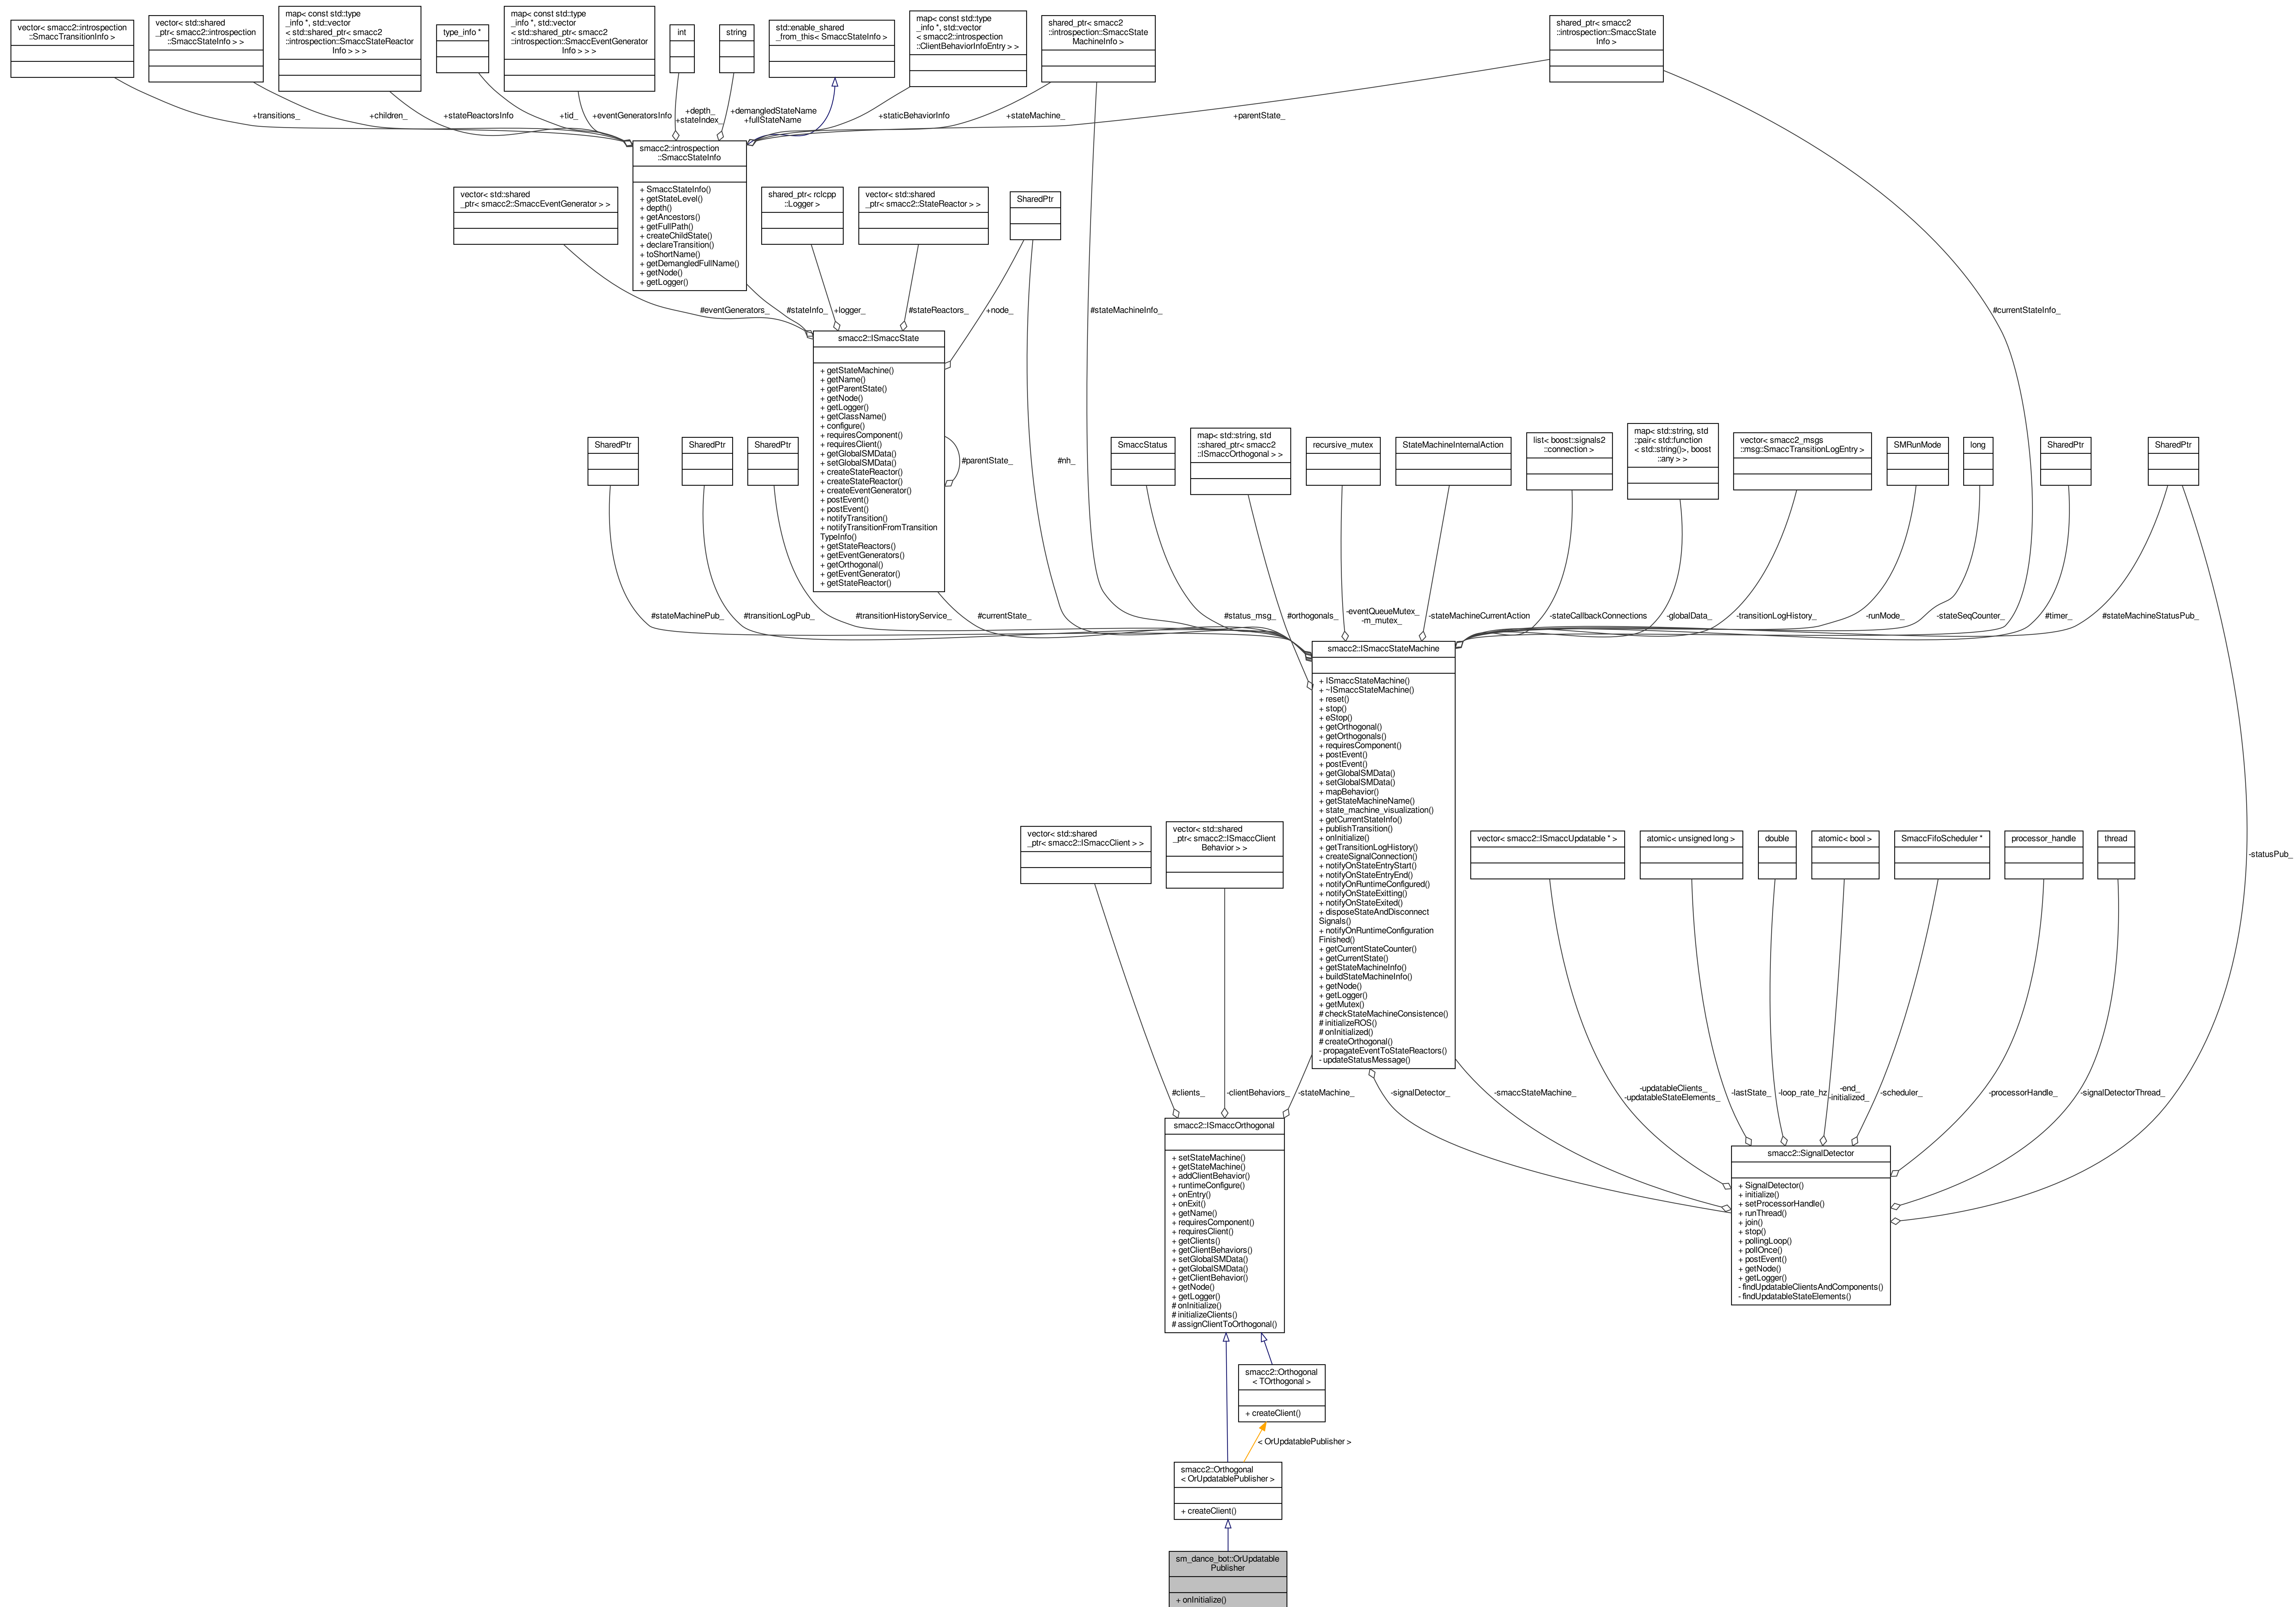 vector< smacc2::introspection
::SmaccTransitionInfo >
vector< std::shared
_ptr< smacc2::introspection
::SmaccStateInfo > >
map< const std::type
_info *, std::vector
< std::shared_ptr< smacc2
::introspection::SmaccStateReactor
Info > > >
type_info *
map< const std::type
_info *, std::vector
< std::shared_ptr< smacc2
::introspection::SmaccEventGenerator
Info > > >
int
string
std::enable_shared
_from_this< SmaccStateInfo >
map< const std::type
_info *, std::vector
< smacc2::introspection
::ClientBehaviorInfoEntry > >
shared_ptr< smacc2
::introspection::SmaccState
MachineInfo >
shared_ptr< smacc2
::introspection::SmaccState
Info >
+transitions_
+children_
+stateReactorsInfo
+tid_
+eventGeneratorsInfo
+depth_
+stateIndex_
+demangledStateName
+fullStateName
+staticBehaviorInfo
+stateMachine_
+parentState_
smacc2::introspection
::SmaccStateInfo
+ SmaccStateInfo()
+ getStateLevel()
+ depth()
+ getAncestors()
+ getFullPath()
+ createChildState()
+ declareTransition()
+ toShortName()
+ getDemangledFullName()
+ getNode()
+ getLogger()
vector< std::shared
_ptr< smacc2::SmaccEventGenerator > >
shared_ptr< rclcpp
::Logger >
vector< std::shared
_ptr< smacc2::StateReactor > >
SharedPtr
#eventGenerators_
#stateInfo_
+logger_
#stateReactors_
+node_
#stateMachineInfo_
#currentStateInfo_
smacc2::ISmaccState
+ getStateMachine()
+ getName()
+ getParentState()
+ getNode()
+ getLogger()
+ getClassName()
+ configure()
+ requiresComponent()
+ requiresClient()
+ getGlobalSMData()
+ setGlobalSMData()
+ createStateReactor()
+ createStateReactor()
+ createEventGenerator()
+ postEvent()
+ postEvent()
+ notifyTransition()
+ notifyTransitionFromTransition
TypeInfo()
+ getStateReactors()
+ getEventGenerators()
+ getOrthogonal()
+ getEventGenerator()
+ getStateReactor()
#parentState_
#nh_
SharedPtr
SharedPtr
SharedPtr
SmaccStatus
map< std::string, std
::shared_ptr< smacc2
::ISmaccOrthogonal > >
recursive_mutex
StateMachineInternalAction
list< boost::signals2
::connection >
map< std::string, std
::pair< std::function
< std::string()>, boost
::any > >
vector< smacc2_msgs
::msg::SmaccTransitionLogEntry >
SMRunMode
long
SharedPtr
SharedPtr
#stateMachinePub_
#transitionLogPub_
#transitionHistoryService_
#currentState_
#status_msg_
#orthogonals_
-eventQueueMutex_
-m_mutex_
-stateMachineCurrentAction
-stateCallbackConnections
-globalData_
-transitionLogHistory_
-runMode_
-stateSeqCounter_
#timer_
#stateMachineStatusPub_
smacc2::ISmaccStateMachine
+ ISmaccStateMachine()
+ ~ISmaccStateMachine()
+ reset()
+ stop()
+ eStop()
+ getOrthogonal()
+ getOrthogonals()
+ requiresComponent()
+ postEvent()
+ postEvent()
+ getGlobalSMData()
+ setGlobalSMData()
+ mapBehavior()
+ getStateMachineName()
+ state_machine_visualization()
+ getCurrentStateInfo()
+ publishTransition()
+ onInitialize()
+ getTransitionLogHistory()
+ createSignalConnection()
+ notifyOnStateEntryStart()
+ notifyOnStateEntryEnd()
+ notifyOnRuntimeConfigured()
+ notifyOnStateExitting()
+ notifyOnStateExited()
+ disposeStateAndDisconnect
Signals()
+ notifyOnRuntimeConfiguration
Finished()
+ getCurrentStateCounter()
+ getCurrentState()
+ getStateMachineInfo()
+ buildStateMachineInfo()
+ getNode()
+ getLogger()
+ getMutex()
# checkStateMachineConsistence()
# initializeROS()
# onInitialized()
# createOrthogonal()
- propagateEventToStateReactors()
- updateStatusMessage()
vector< std::shared
_ptr< smacc2::ISmaccClient > >
vector< std::shared
_ptr< smacc2::ISmaccClient
Behavior > >
vector< smacc2::ISmaccUpdatable * >
atomic< unsigned long >
double
atomic< bool >
SmaccFifoScheduler *
processor_handle
thread
-statusPub_
#clients_
-clientBehaviors_
-stateMachine_
-signalDetector_
-smaccStateMachine_
-updatableClients_
-updatableStateElements_
-lastState_
-loop_rate_hz
-end_
-initialized_
-scheduler_
-processorHandle_
-signalDetectorThread_
smacc2::ISmaccOrthogonal
+ setStateMachine()
+ getStateMachine()
+ addClientBehavior()
+ runtimeConfigure()
+ onEntry()
+ onExit()
+ getName()
+ requiresComponent()
+ requiresClient()
+ getClients()
+ getClientBehaviors()
+ setGlobalSMData()
+ getGlobalSMData()
+ getClientBehavior()
+ getNode()
+ getLogger()
# onInitialize()
# initializeClients()
# assignClientToOrthogonal()
smacc2::SignalDetector
+ SignalDetector()
+ initialize()
+ setProcessorHandle()
+ runThread()
+ join()
+ stop()
+ pollingLoop()
+ pollOnce()
+ postEvent()
+ getNode()
+ getLogger()
- findUpdatableClientsAndComponents()
- findUpdatableStateElements()
smacc2::Orthogonal
< TOrthogonal >
+ createClient()
< OrUpdatablePublisher >
smacc2::Orthogonal
< OrUpdatablePublisher >
+ createClient()
sm_dance_bot::OrUpdatable
Publisher
+ onInitialize()